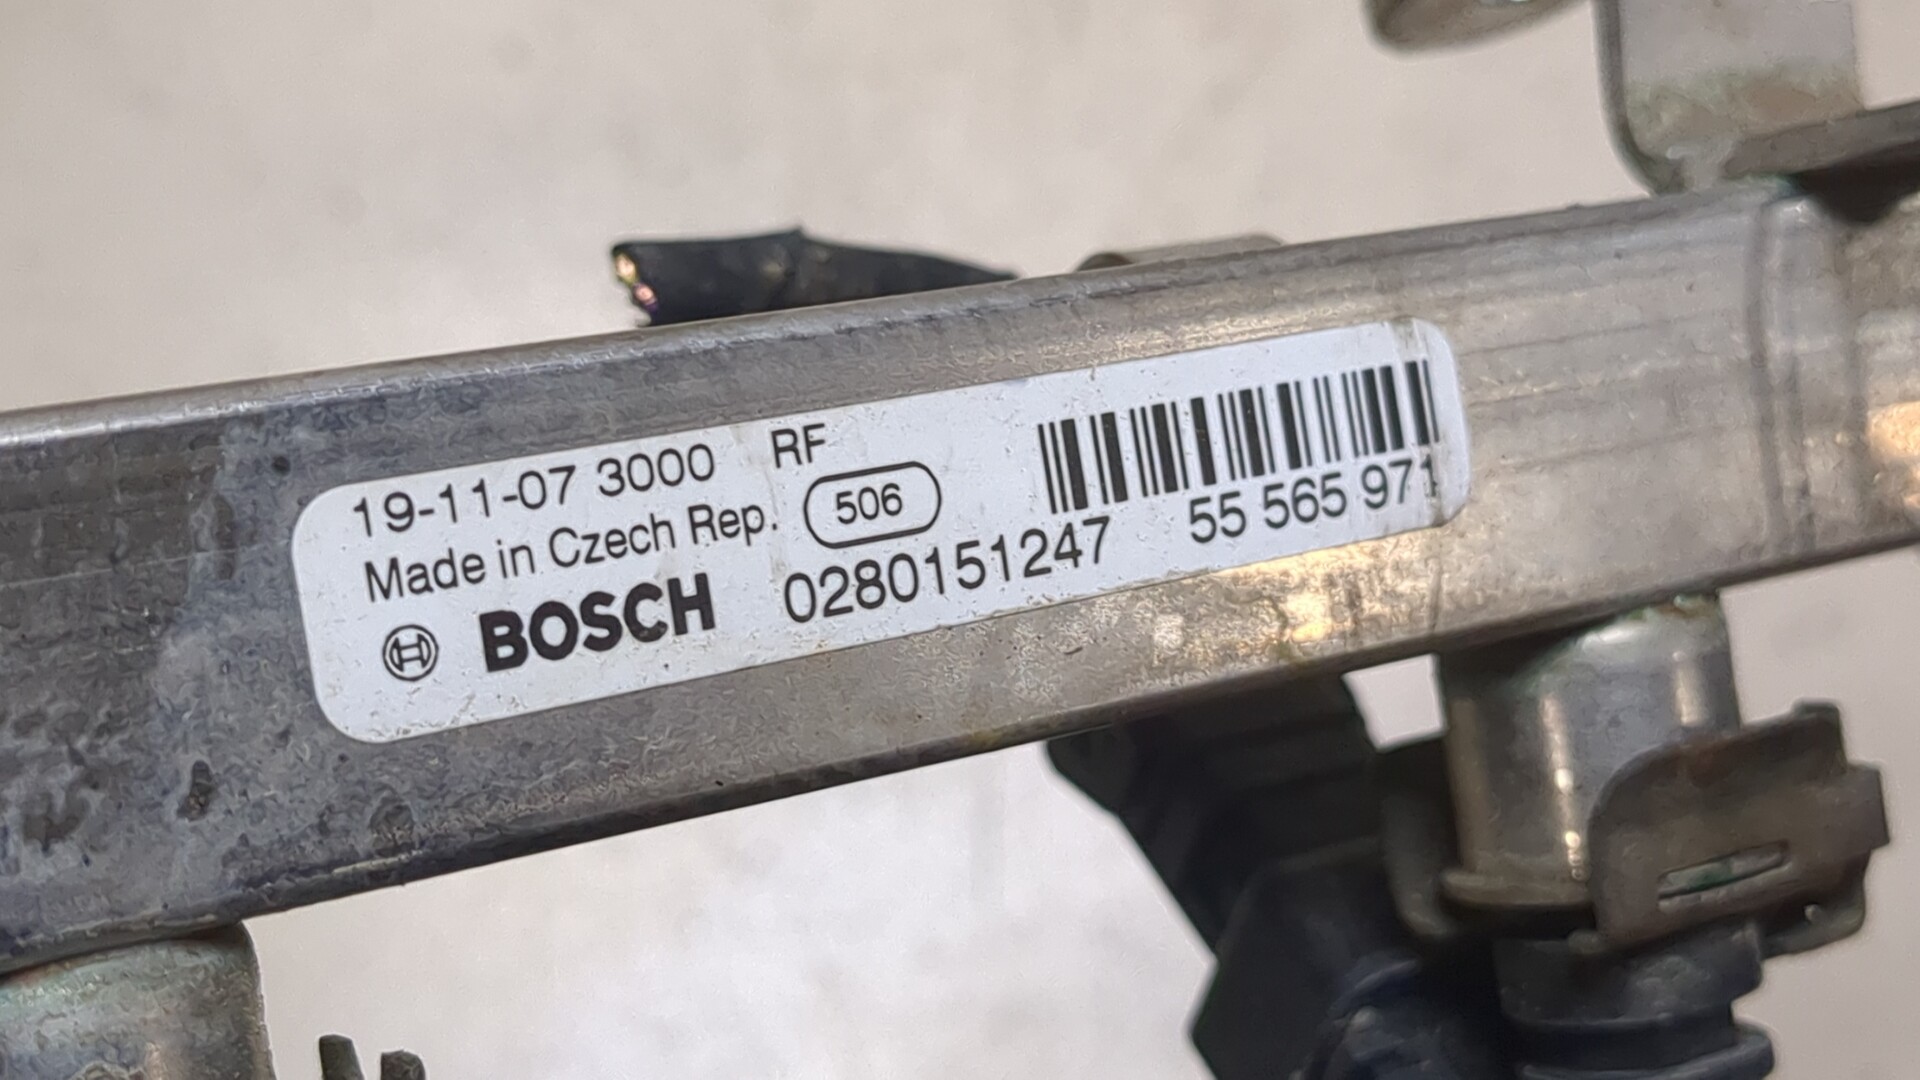 19-11-07 3000 RF
Made in Czech Rep. 506
BOSCH 0280151247 55 565 971